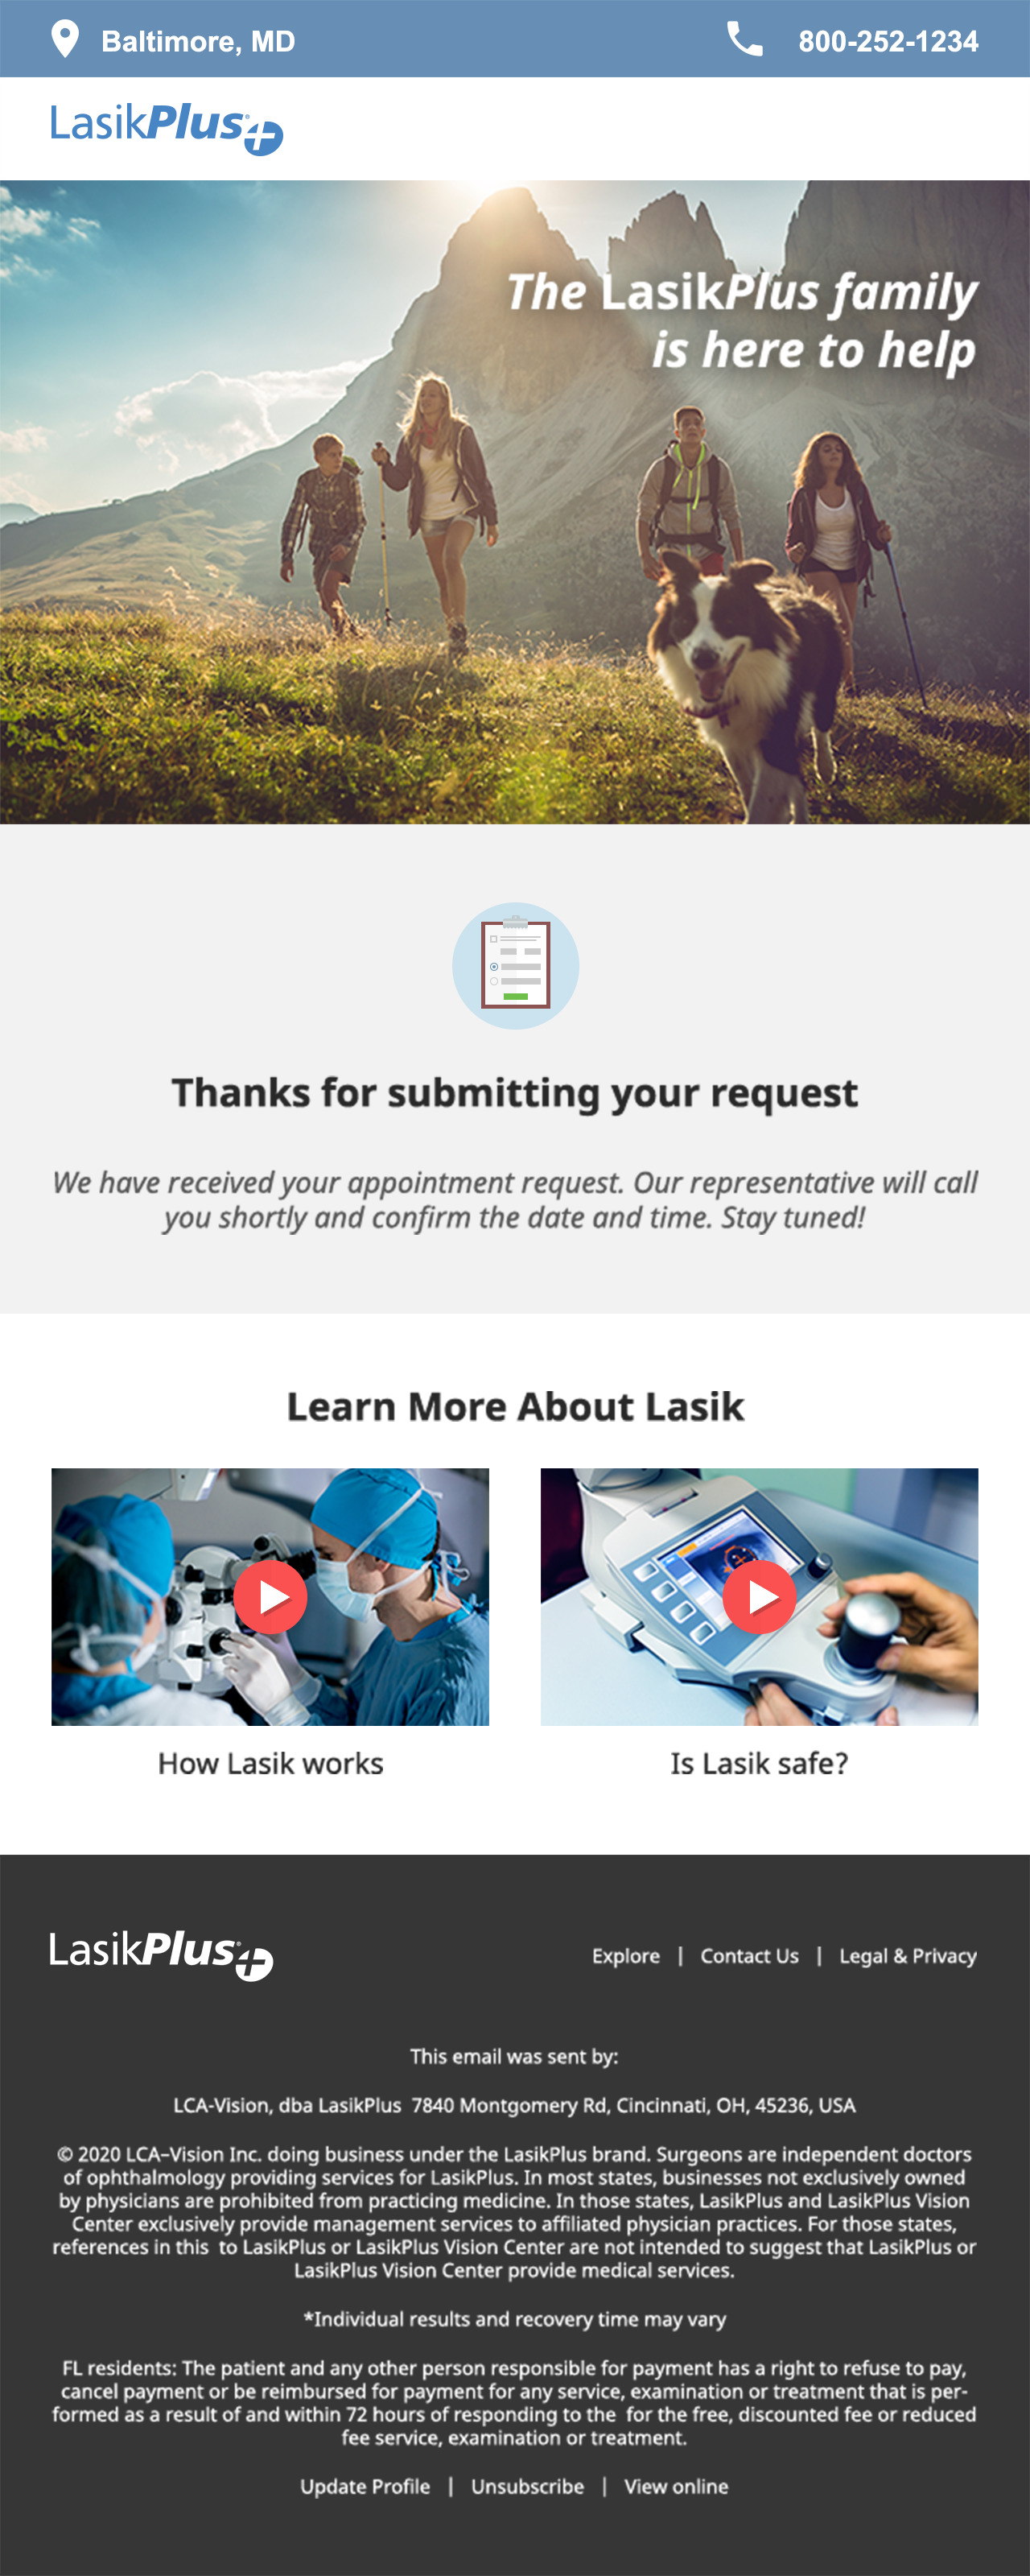 Baltimore, MD
800-252-1234
LasikPlus
The LasikPlus family
is here to help
Thanks for submitting your request
We have received your appointment request. Our representative will call
you shortly and confirm the date and time. Stay tuned!
Learn More About Lasik
How Lasik works
Is Lasik safe?
LasikPlus
Explore | Contact Us | Legal & Privacy
This email was sent by:
LCA-Vision, dba LasikPlus 7840 Montgomery Rd, Cincinnati, OH, 45236, USA
© 2020 LCA–Vision Inc. doing business under the LasikPlus brand. Surgeons are independent doctors
of ophthalmology providing services for LasikPlus. In most states, businesses not exclusively owned
by physicians are prohibited from practicing medicine. In those states, LasikPlus and LasikPlus Vision
Center exclusively provide management services to affiliated physician practices. For those states,
references in this to LasikPlus or LasikPlus Vision Center are not intended to suggest that LasikPlus or
LasikPlus Vision Center provide medical services.
*Individual results and recovery time may vary
FL residents: The patient and any other person responsible for payment has a right to refuse to pay,
cancel payment or be reimbursed for payment for any service, examination or treatment that is per-
formed as a result of and within 72 hours of responding to the for the free, discounted fee or reduced
fee service, examination or treatment.
Update Profile | Unsubscribe | View online